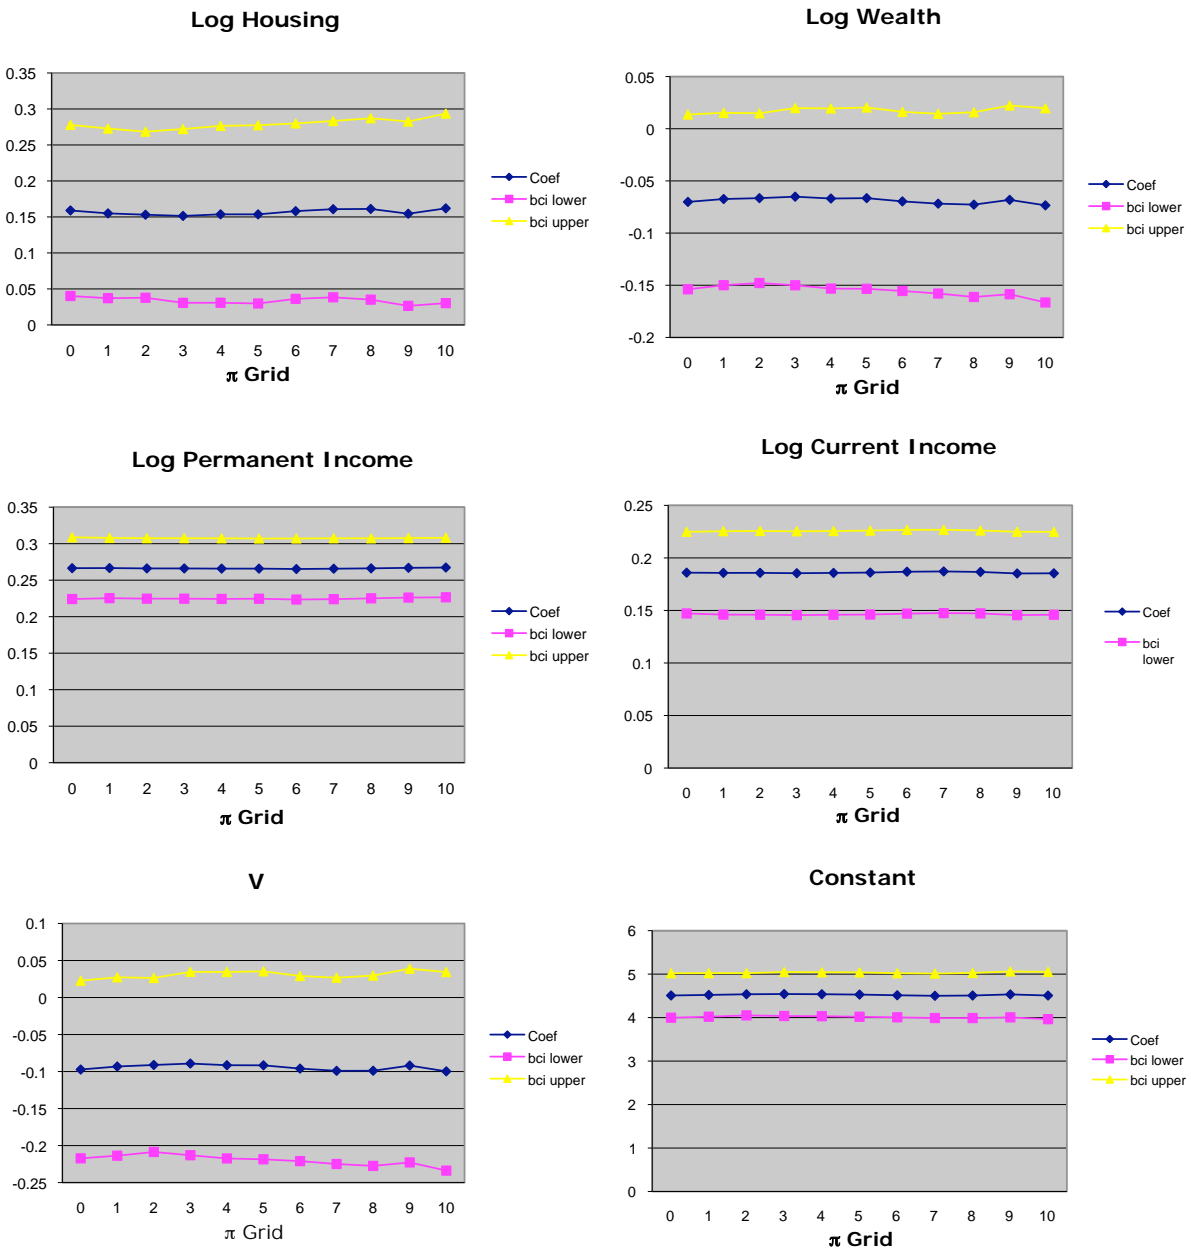 Log Housing
0.35
0.3
0.25
0.2
0.15
0.1
0.05
0
0 1 2 3 4 5 6 7 8 9 10
π Grid
Coef
bci lower
bci upper
Log Wealth
0.05
0
-0.05
-0.1
-0.15
-0.2
0 1 2 3 4 5 6 7 8 9 10
π Grid
Coef
bci lower
bci upper
Log Permanent Income
0.35
0.3
0.25
0.2
0.15
0.1
0.05
0
0 1 2 3 4 5 6 7 8 9 10
π Grid
Coef
bci lower
bci upper
Log Current Income
0.25
0.2
0.15
0.1
0.05
0
0 1 2 3 4 5 6 7 8 9 10
π Grid
Coef
bci
lower
V
0.1
0.05
0
-0.05
-0.1
-0.15
-0.2
-0.25
0 1 2 3 4 5 6 7 8 9 10
π Grid
Coef
bci lower
bci upper
Constant
6
5
4
3
2
1
0
0 1 2 3 4 5 6 7 8 9 10
π Grid
Coef
bci lower
bci upper